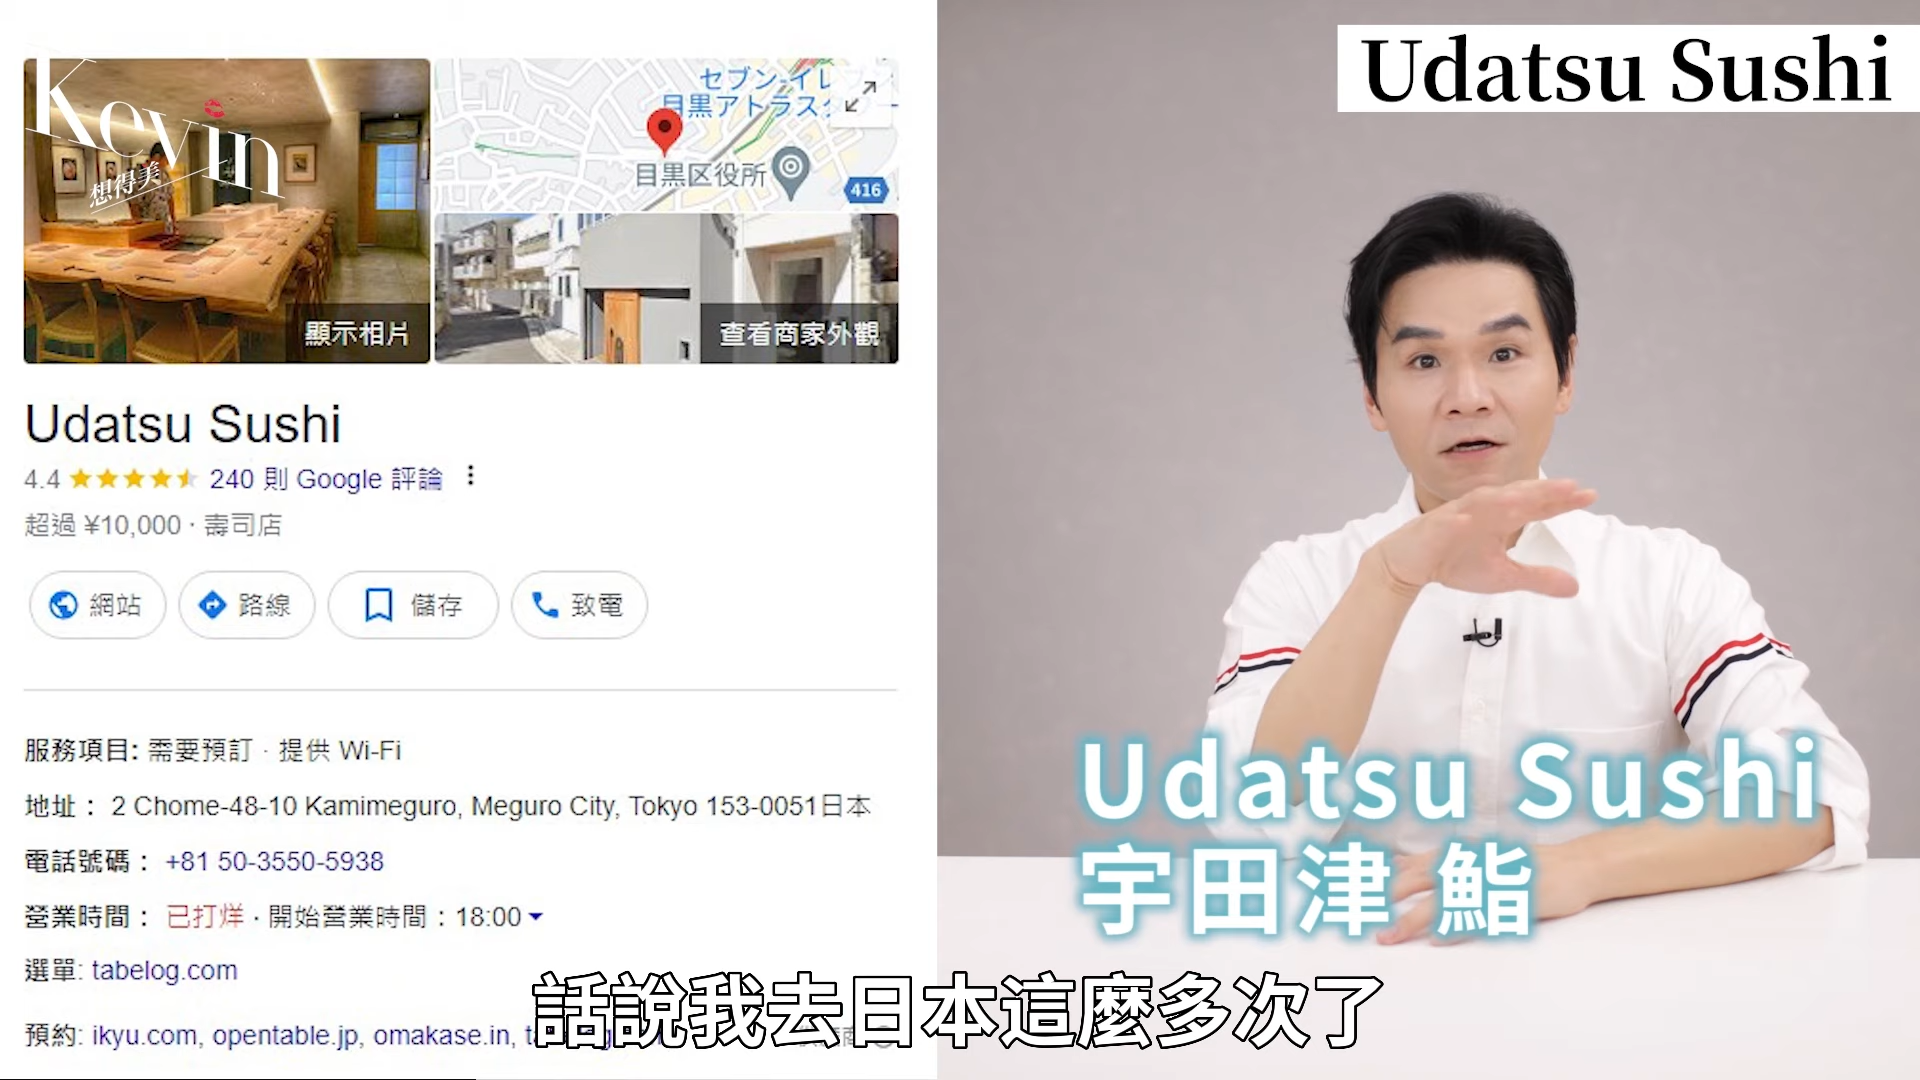 Kevin
想得美
セブン-イレブ
目黒アトラスタ
目黒区役所
416
顯示相片
查看商家外觀
Udatsu Sushi
4.4 240 則 Google 評論
超過 ¥10,000 · 壽司店
網站 路線 儲存 致電
服務項目: 需要預訂 · 提供 Wi-Fi
地址： 2 Chome-48-10 Kamimeguro, Meguro City, Tokyo 153-0051日本
電話號碼： +81 50-3550-5938
營業時間： 已打烊 · 開始營業時間：18:00
選單: tabelog.com
預約: ikyu.com, opentable.jp, omakase.in,
Udatsu Sushi
Udatsu Sushi
宇田津 鮨
話說我去日本這麼多次了